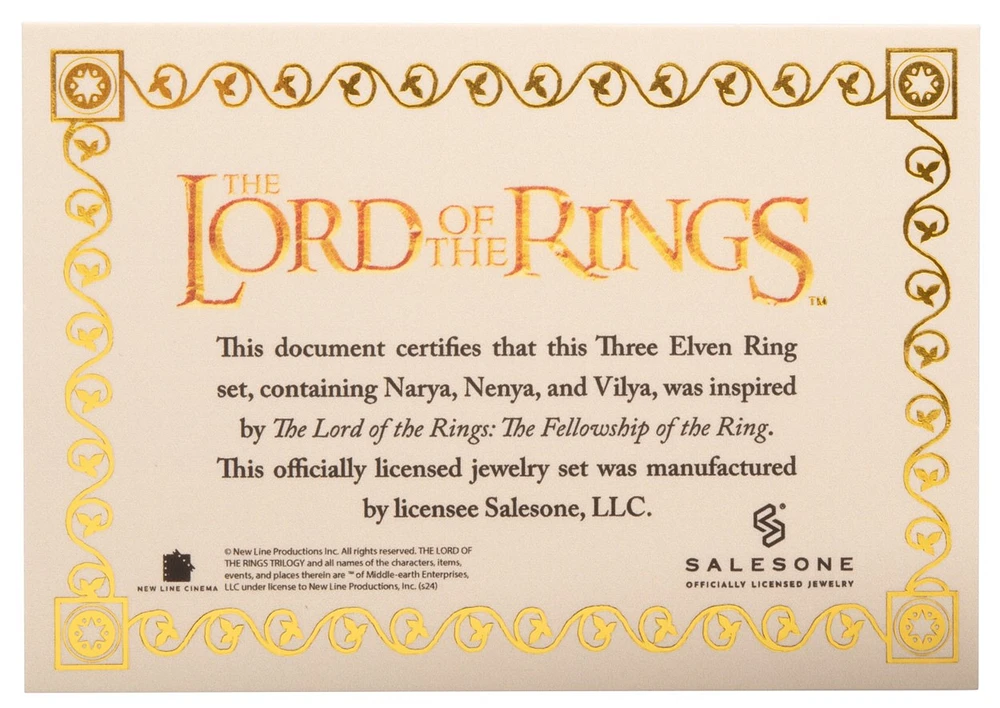 THE LORD OF THE RINGS™
This document certifies that this Three Elven Ring
set, containing Narya, Nenya, and Vilya, was inspired
by The Lord of the Rings: The Fellowship of the Ring.
This officially licensed jewelry set was manufactured
by licensee Salesone, LLC.
NEW LINE CINEMA
© New Line Productions Inc. All rights reserved. THE LORD OF
THE RINGS TRILOGY and all names of the characters, items,
events, and places therein are ™ of Middle-earth Enterprises,
LLC under license to New Line Productions, Inc. (s24)
SALESONE
OFFICIALLY LICENSED JEWELRY